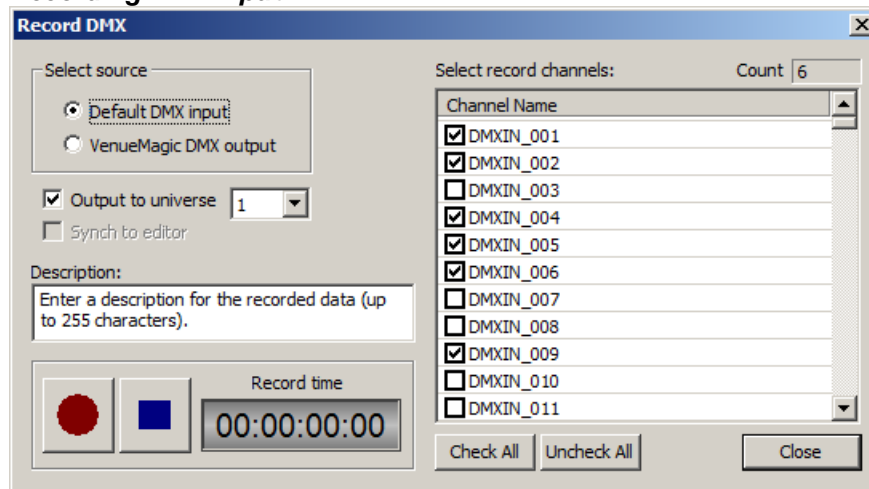 Record DMX
Select source
Default DMX input
VenueMagic DMX output
Output to universe 1
Synch to editor
Description:
Enter a description for the recorded data (up
to 255 characters).
Record time
00:00:00:00
Select record channels: Count 6
Channel Name
DMXIN_001
DMXIN_002
DMXIN_003
DMXIN_004
DMXIN_005
DMXIN_006
DMXIN_007
DMXIN_008
DMXIN_009
DMXIN_010
DMXIN_011
Check All Uncheck All Close